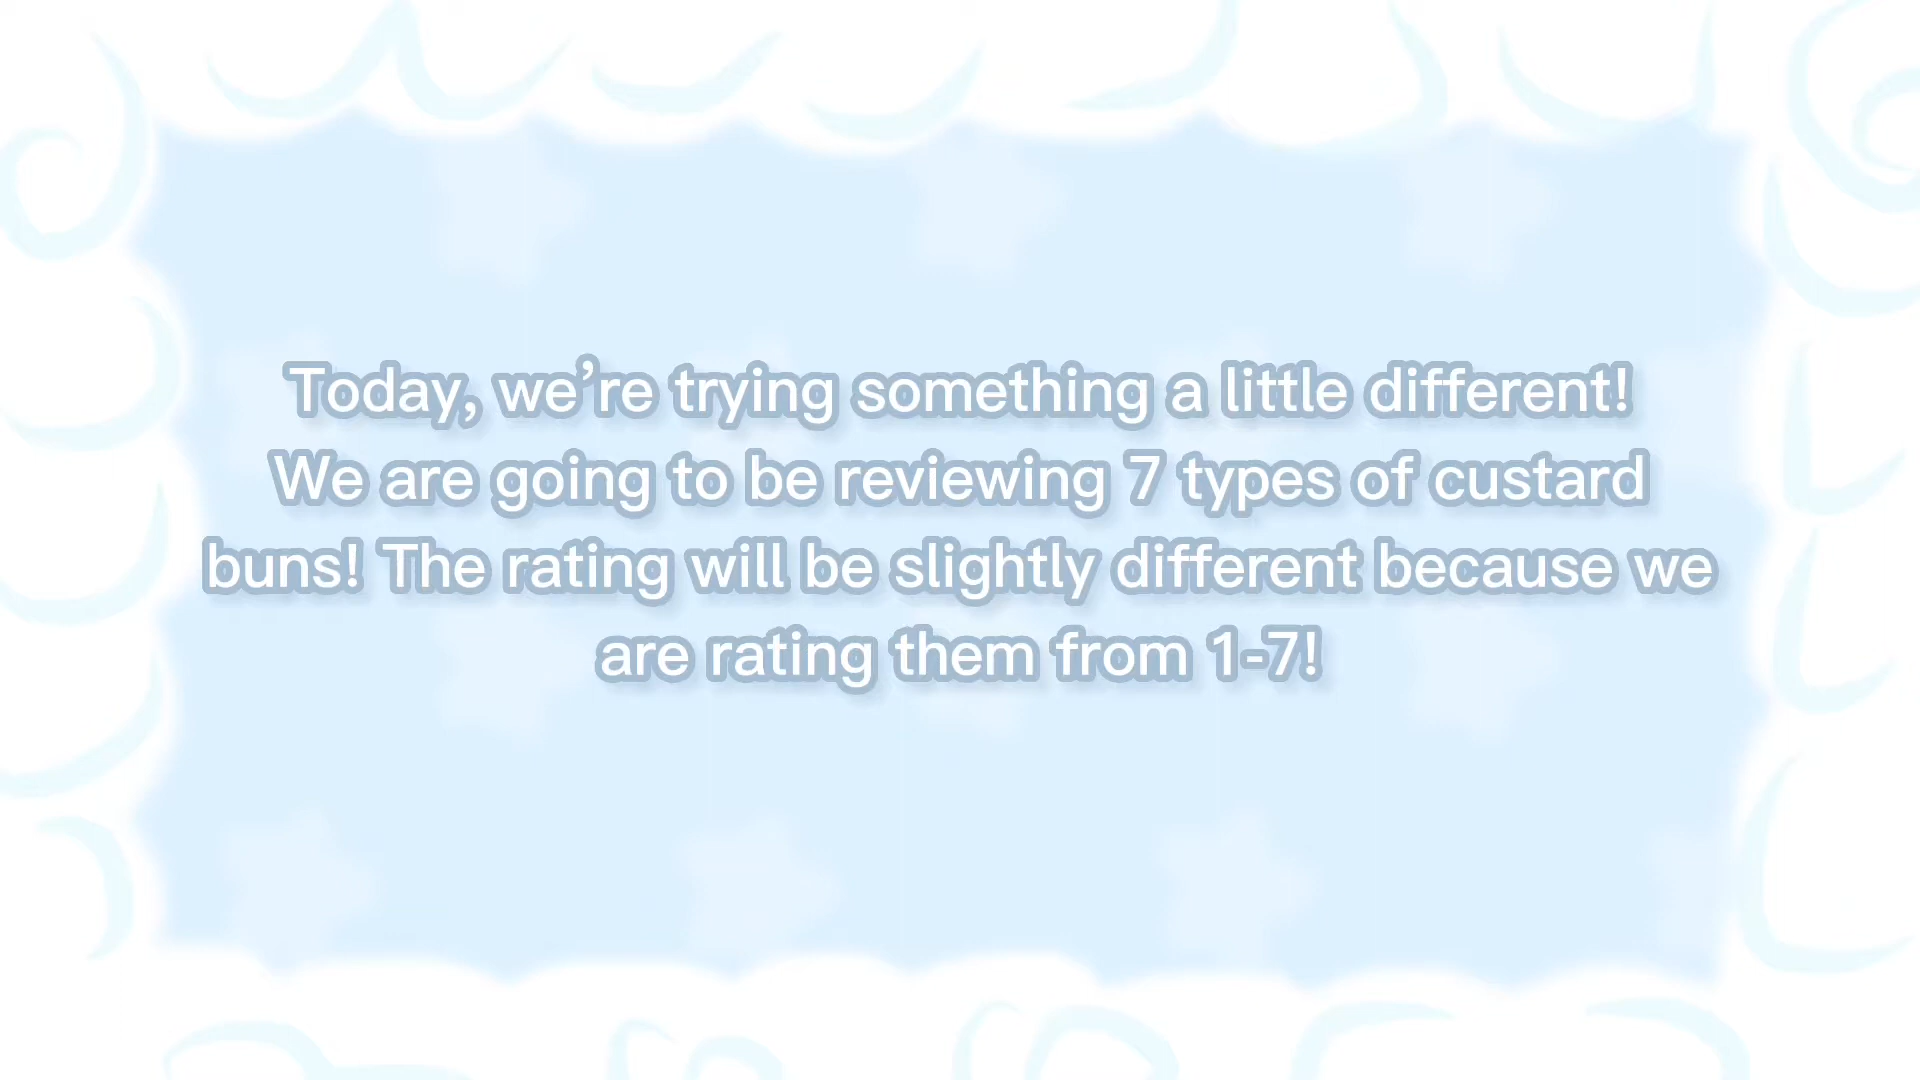 Today, we’re trying something a little different!
We are going to be reviewing 7 types of custard
buns! The rating will be slightly different because we
are rating them from 1-7!